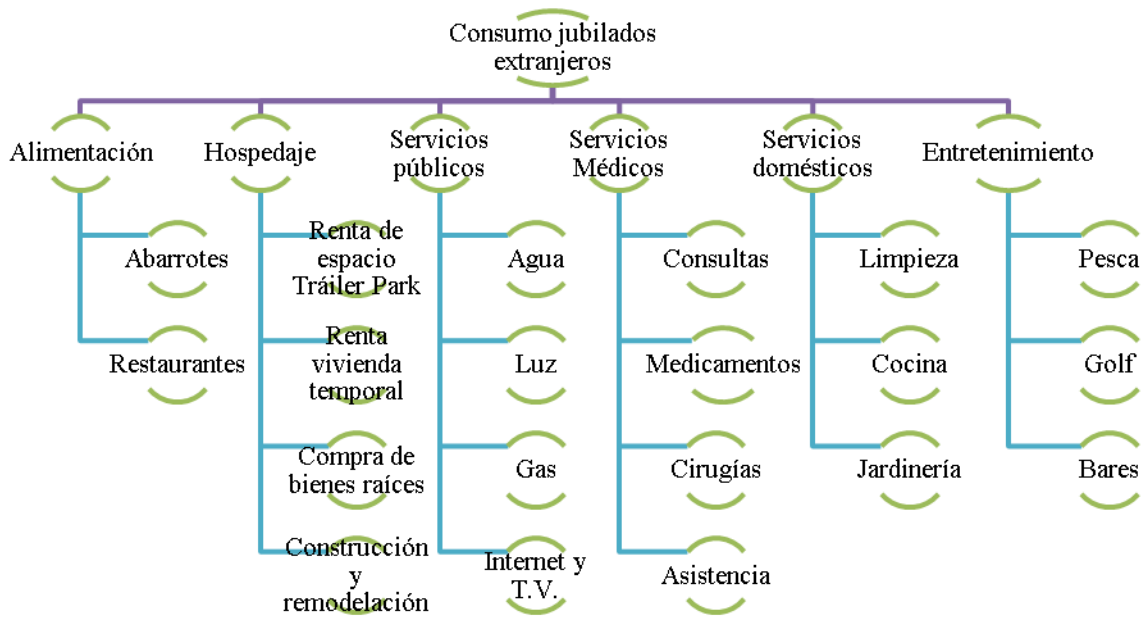 Consumo jubilados
extranjeros
Alimentación
Hospedaje
Servicios
públicos
Servicios
Médicos
Servicios
domésticos
Entretenimiento
Abarrotes
Restaurantes
Renta de
espacio
Tráiler Park
Renta
vivienda
temporal
Compra de
bienes raíces
Construcción
y
remodelación
Agua
Luz
Gas
Internet y
T.V.
Consultas
Medicamentos
Cirugías
Asistencia
Limpieza
Cocina
Jardinería
Pesca
Golf
Bares